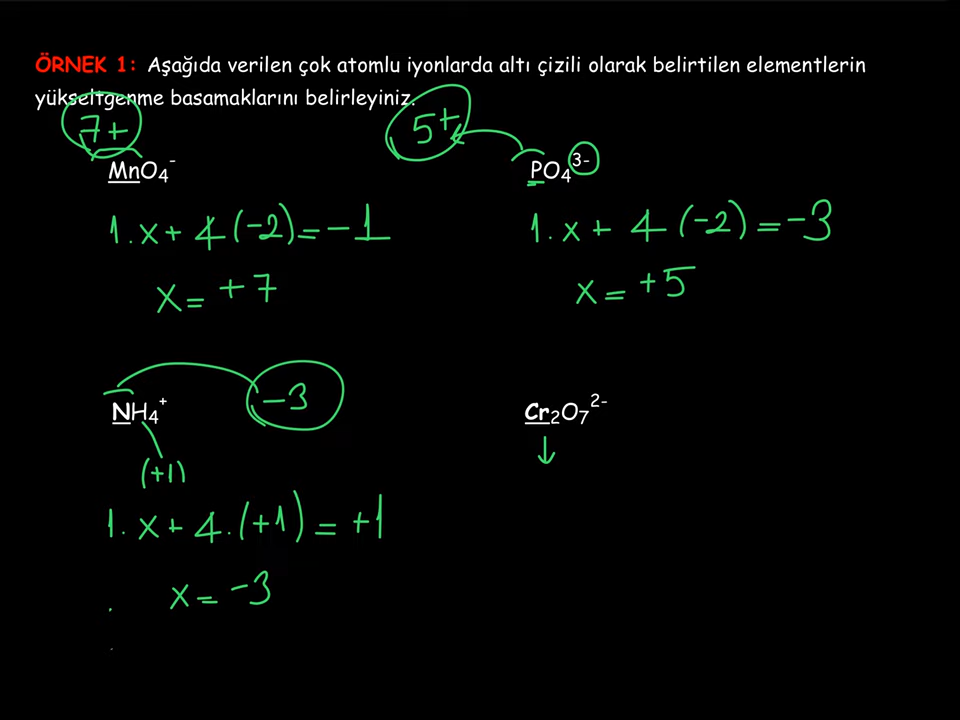 ÖRNEK 1: Aşağıda verilen çok atomlu iyonlarda altı çizili olarak belirtilen elementlerin
yükseltgenme basamaklarını belirleyiniz.
7+
MnO₄⁻
1.x + 4(-2) = -1
x = +7
5+
PO₄³⁻
1.x + 4(-2) = -3
x = +5
-3
NH₄⁺
(+1)
1.x + 4.(+1) = +1
x = -3
Cr₂O₇²⁻